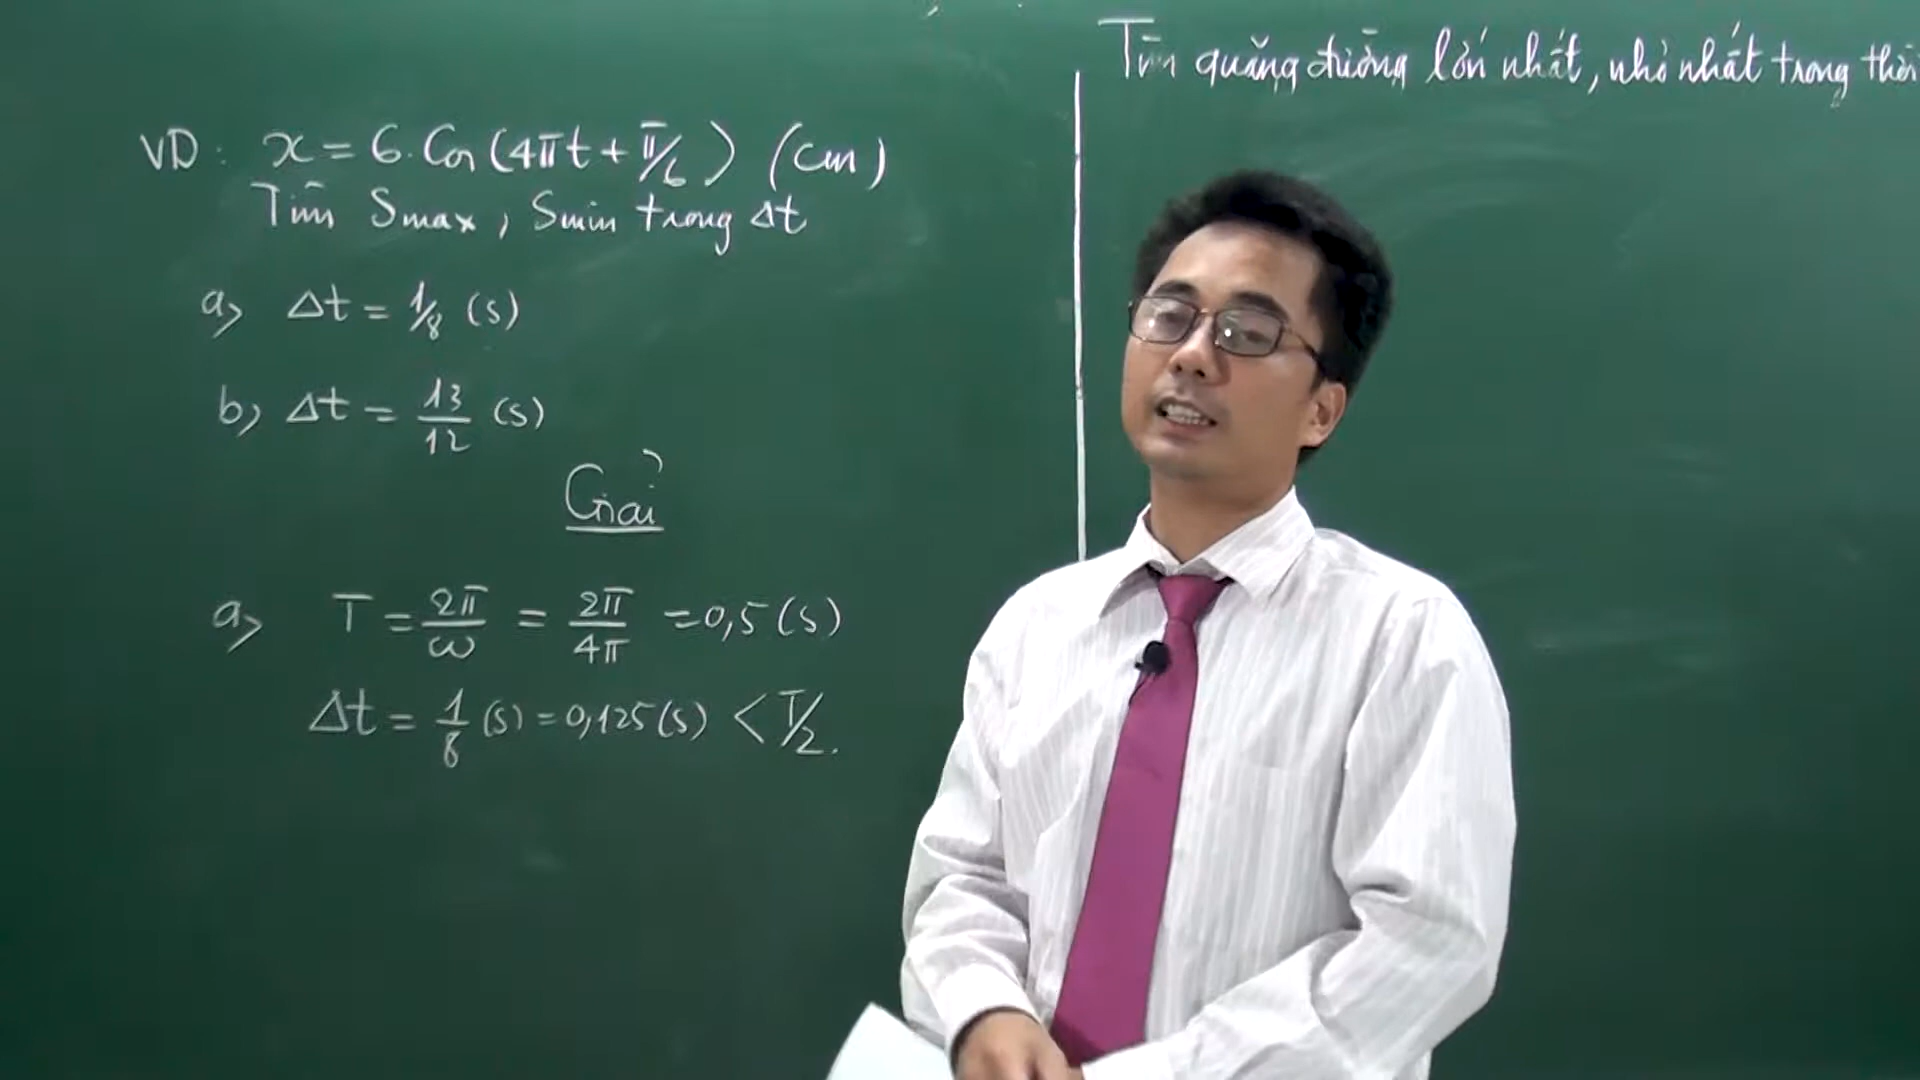 Tìm quãng đường lớn nhất, nhỏ nhất trong thời
VD: x = 6.Cos(4πt + π/6) (cm)
Tìm Smax, Smin trong Δt
a) Δt = 1/8 (s)
b) Δt = 13/12 (s)
Giải
a) T = 2π/ω = 2π/4π = 0,5 (s)
Δt = 1/8 (s) = 0,125 (s) < T/2.